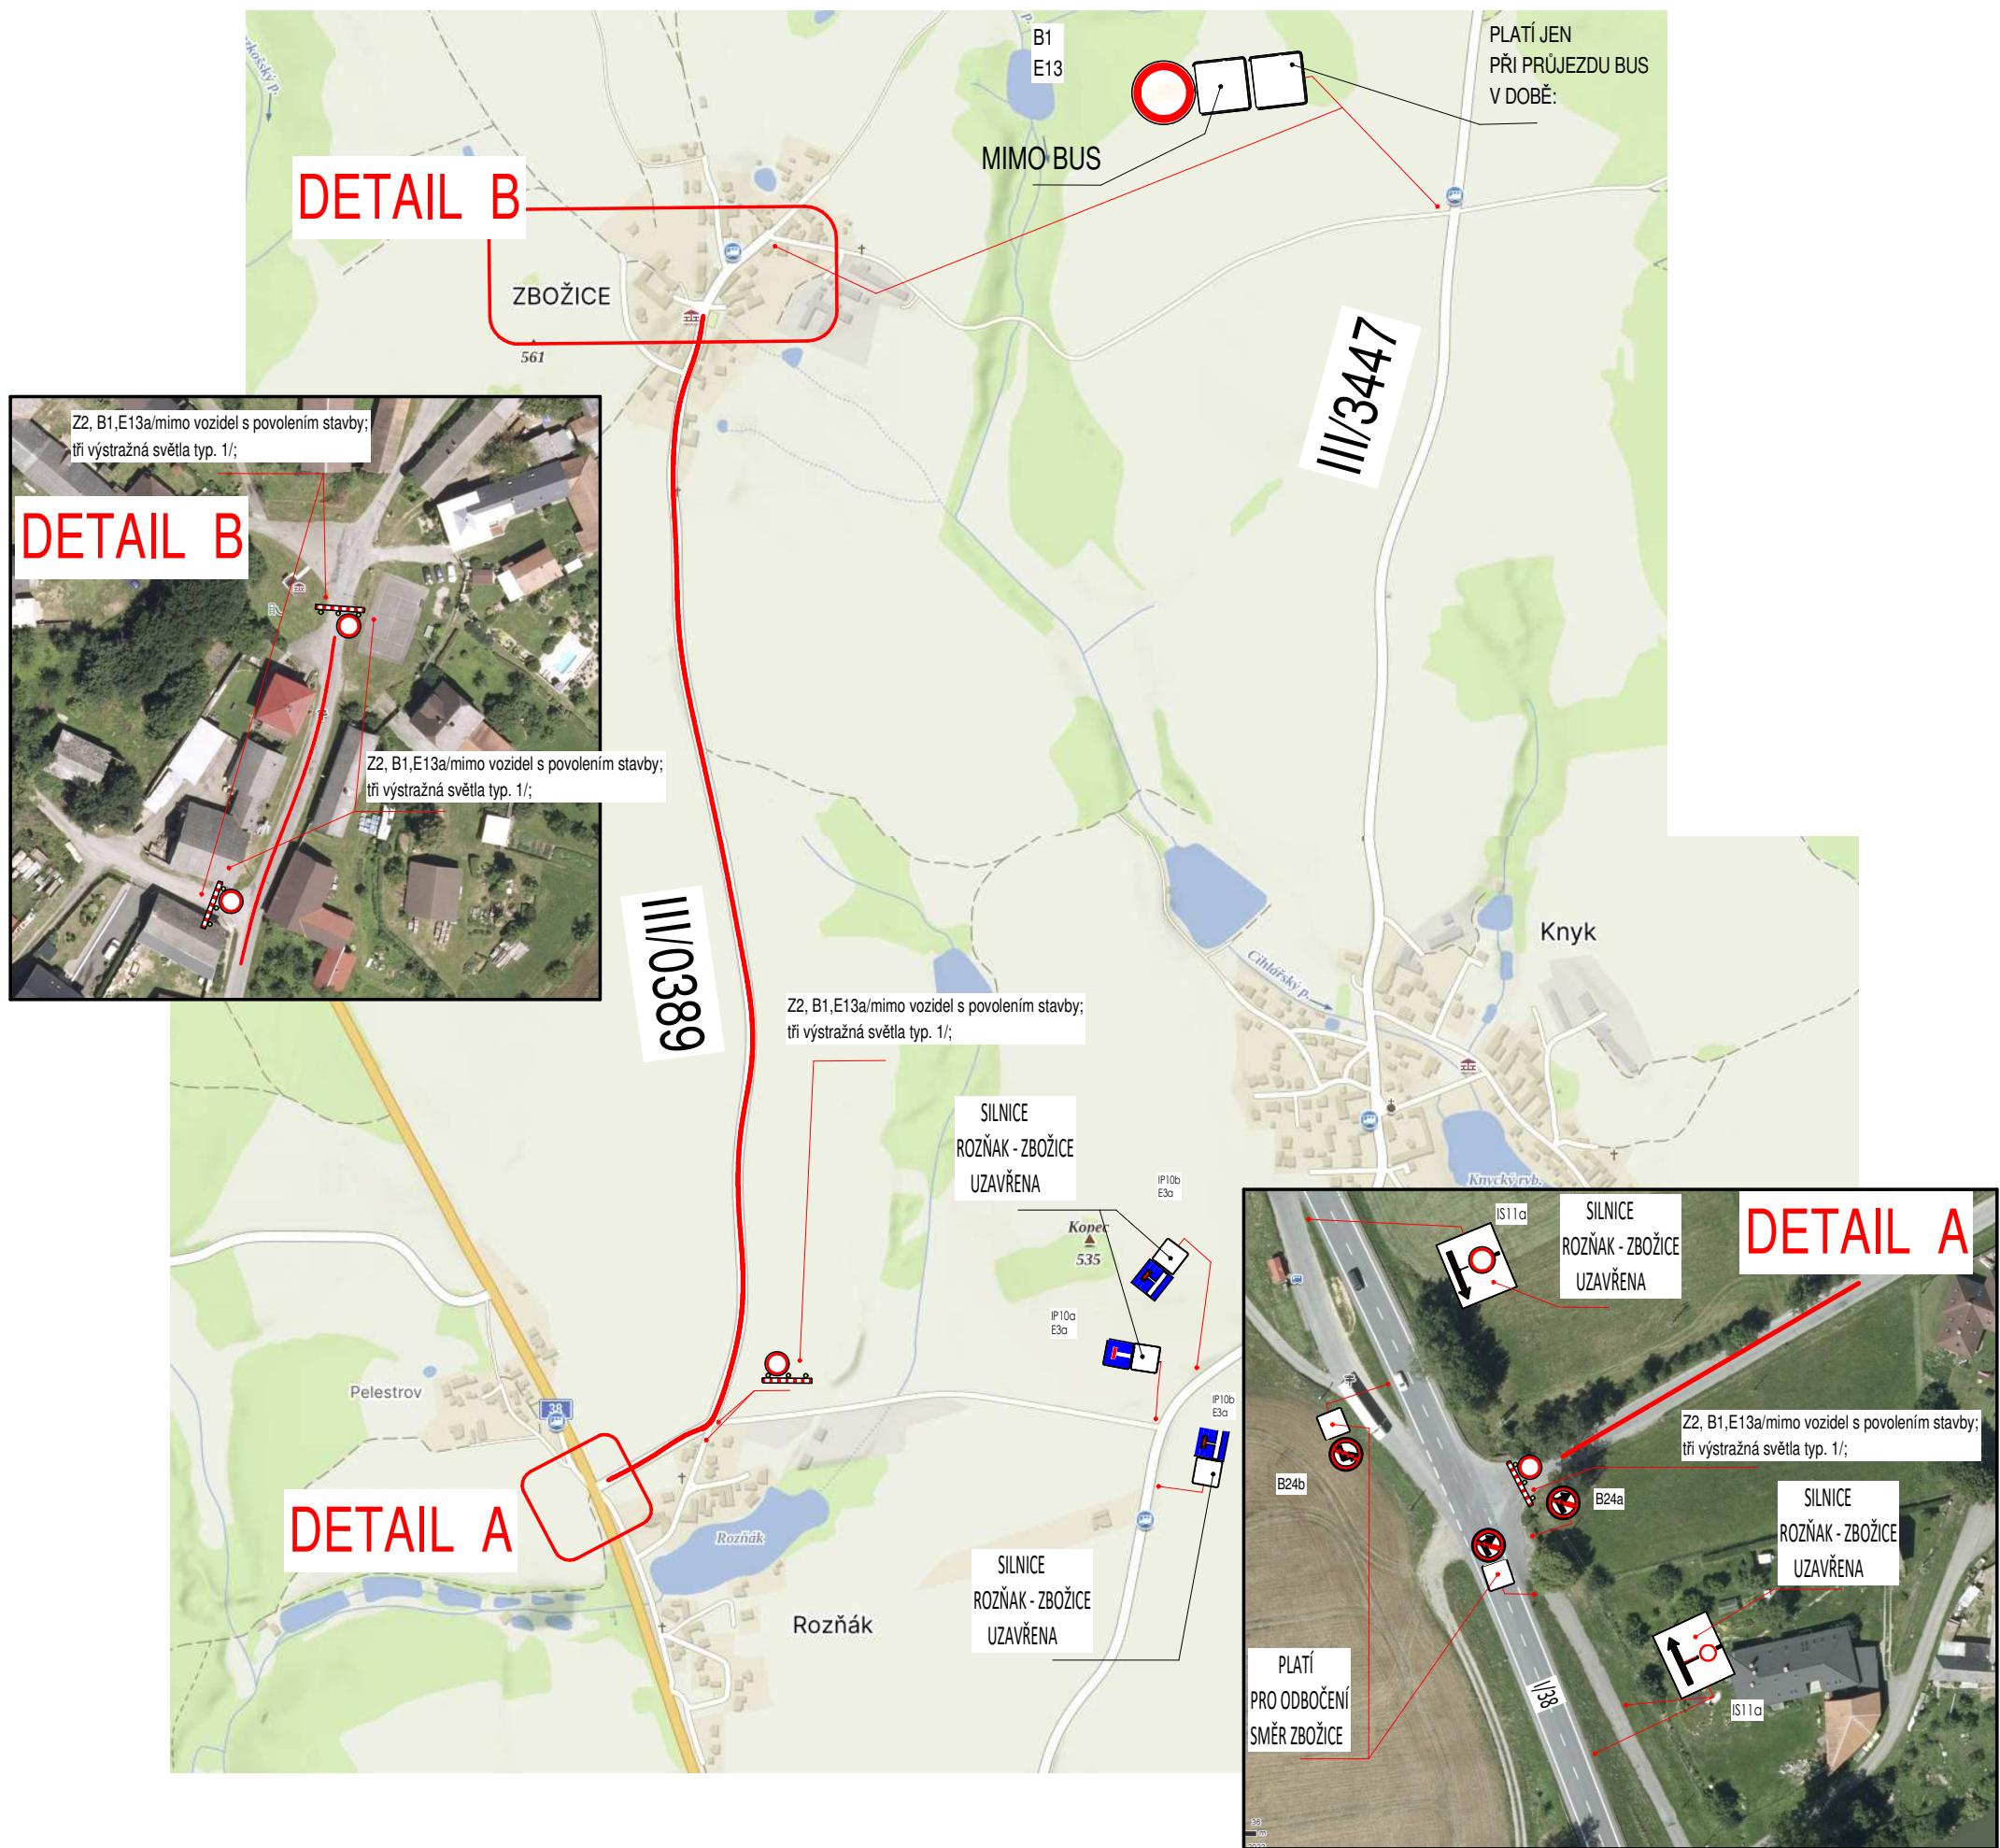 B1
E13
PLATÍ JEN
PŘI PRŮJEZDU BUS
V DOBĚ:
MIMO BUS
DETAIL B
ZBOŽICE
561
III/3447
Z2, B1,E13a/mimo vozidel s povolením stavby;
tři výstražná světla typ. 1/;
DETAIL B
Z2, B1,E13a/mimo vozidel s povolením stavby;
tři výstražná světla typ. 1/;
III/0389
Knyk
Cihlářský p.
Z2, B1,E13a/mimo vozidel s povolením stavby;
tři výstražná světla typ. 1/;
SILNICE
ROZŇAK - ZBOŽICE
UZAVŘENA
IP10b
E3a
Knycký ryb.
Kopec
535
IP10a
E3a
IP10b
E3a
Pelestrov
38
DETAIL A
Rozňák
Rozňák
SILNICE
ROZŇAK - ZBOŽICE
UZAVŘENA
IS11a
SILNICE
ROZŇAK - ZBOŽICE
UZAVŘENA
DETAIL A
Z2, B1,E13a/mimo vozidel s povolením stavby;
tři výstražná světla typ. 1/;
B24b
B24a
SILNICE
ROZŇAK - ZBOŽICE
UZAVŘENA
PLATÍ
PRO ODBOČENÍ
SMĚR ZBOŽICE
I/38
IS11a